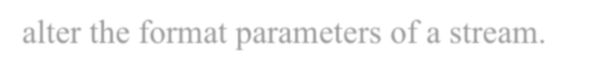 alter the format parameters of a stream.